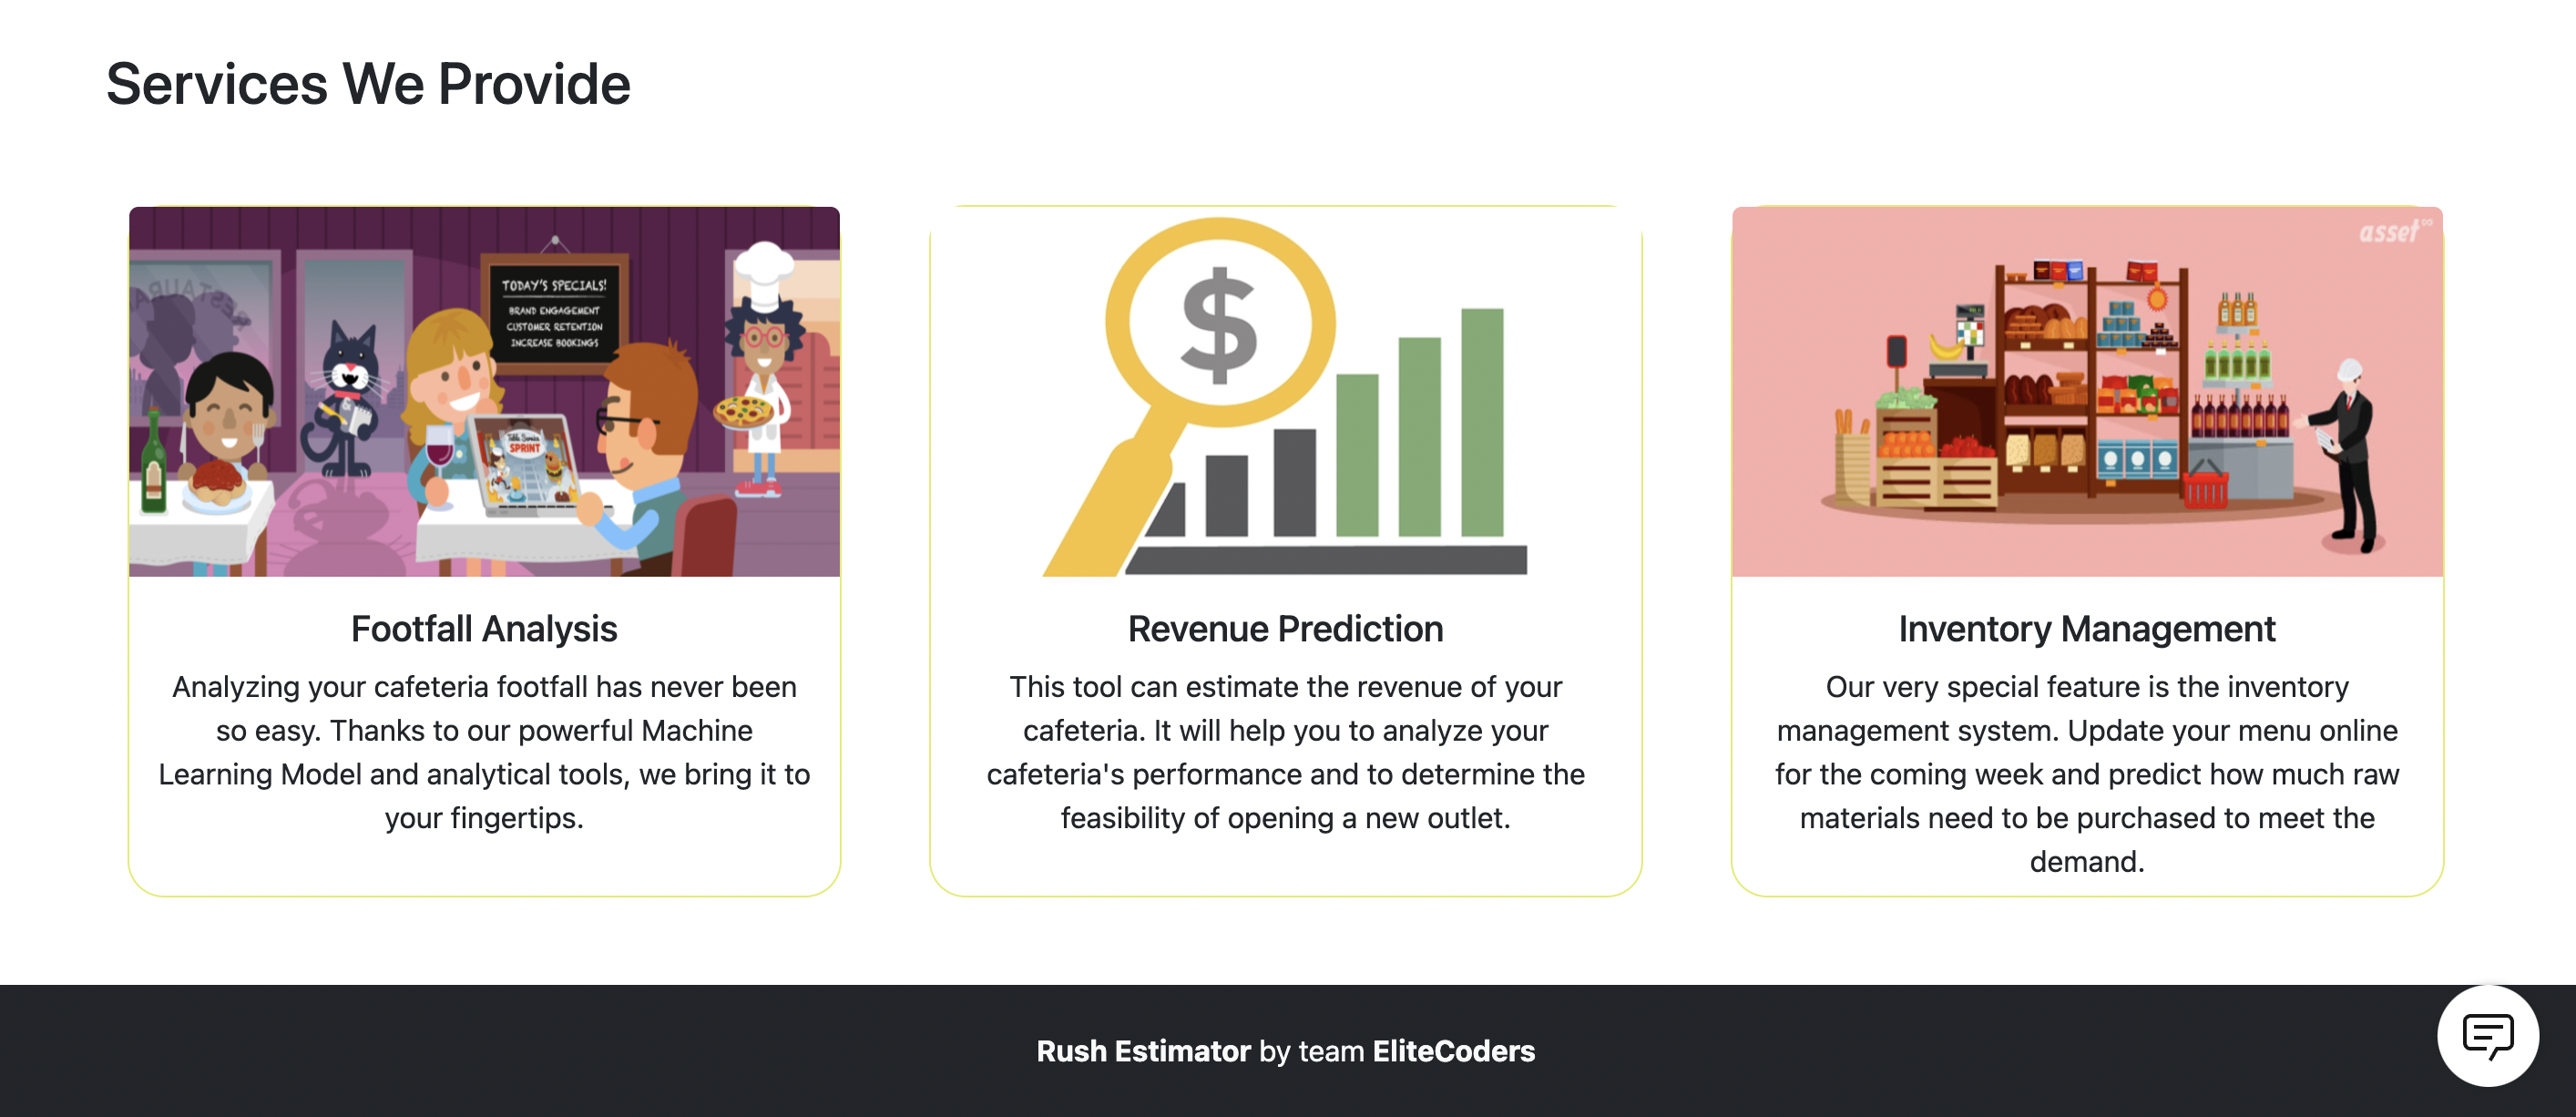 Services We Provide
TODAY'S SPECIALS!
BRAND ENGAGEMENT
CUSTOMER RETENTION
INCREASE BOOKINGS
Table Service
SPRINT
$
asset∞
Footfall Analysis
Analyzing your cafeteria footfall has never been
so easy. Thanks to our powerful Machine
Learning Model and analytical tools, we bring it to
your fingertips.
Revenue Prediction
This tool can estimate the revenue of your
cafeteria. It will help you to analyze your
cafeteria's performance and to determine the
feasibility of opening a new outlet.
Inventory Management
Our very special feature is the inventory
management system. Update your menu online
for the coming week and predict how much raw
materials need to be purchased to meet the
demand.
Rush Estimator by team EliteCoders